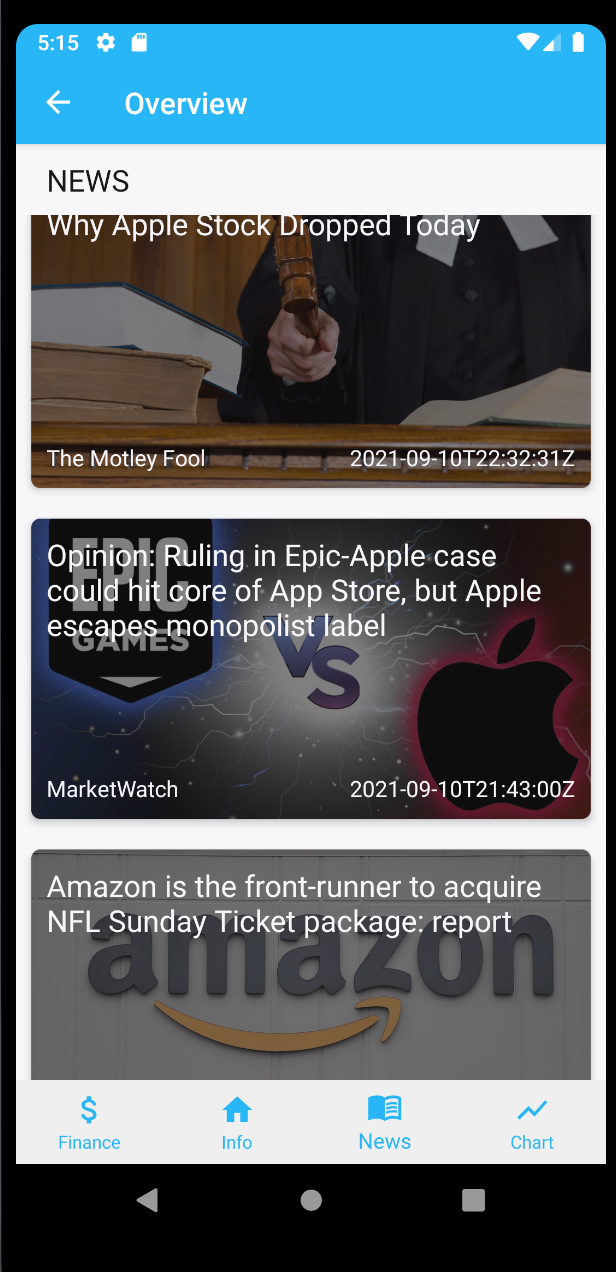 5:15
Overview
NEWS
Why Apple Stock Dropped Today
The Motley Fool
2021-09-10T22:32:31Z
EPIC
GAMES
VS
Opinion: Ruling in Epic-Apple case
could hit core of App Store, but Apple
escapes monopolist label
MarketWatch
2021-09-10T21:43:00Z
Amazon is the front-runner to acquire
NFL Sunday Ticket package: report
amazon
Finance
Info
News
Chart